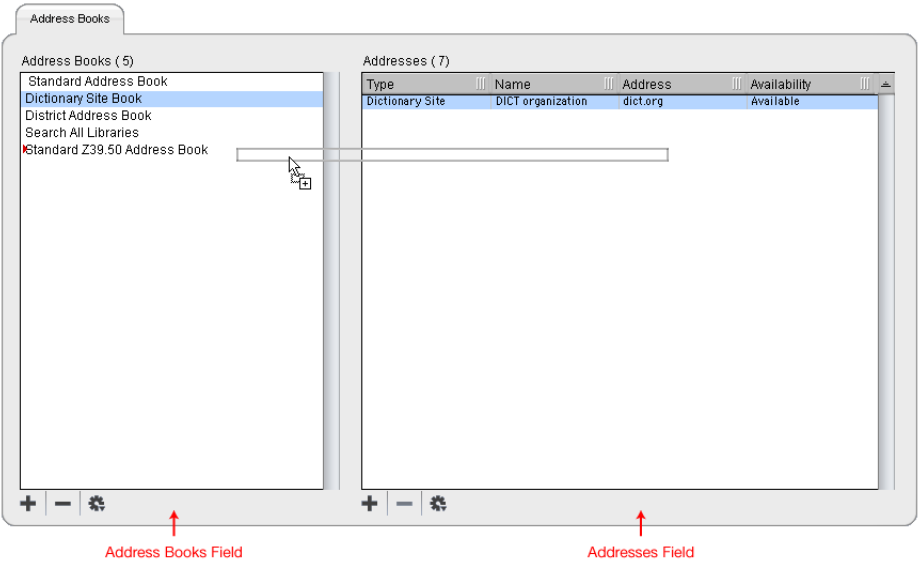 Address Books
Address Books ( 5)
Standard Address Book
Dictionary Site Book
District Address Book
Search All Libraries
Standard Z39.50 Address Book
Addresses ( 7)
Type Name Address Availability
Dictionary Site DICT organization dict.org Available
Address Books Field
Addresses Field